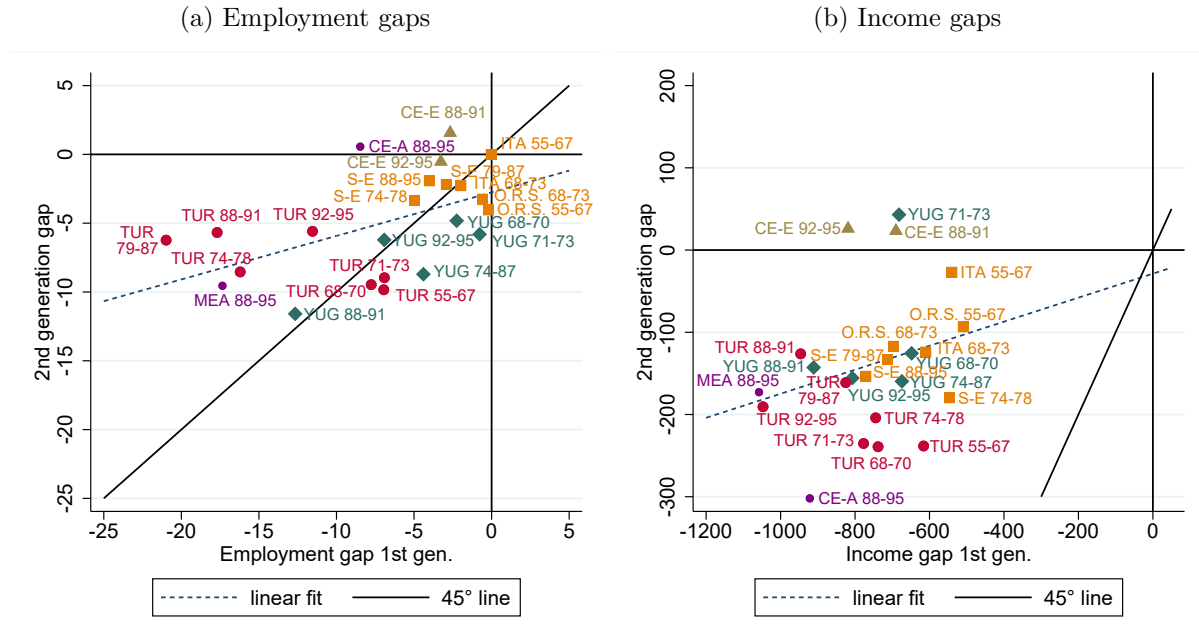 (a) Employment gaps
2nd generation gap
5
0
-5
-10
-15
-20
-25
CE-E 88-91
CE-A 88-95
ITA 55-67
CE-E 92-95
S-E 79-87
S-E 88-95
ITA 68-73
S-E 74-78
O.R.S. 68-73
O.R.S. 55-67
TUR 88-91
TUR 92-95
YUG 68-70
TUR
79-87
YUG 92-95
YUG 71-73
TUR 74-78
TUR 71-73
YUG 74-87
MEA 88-95
TUR 68-70
TUR 55-67
YUG 88-91
-25
-20
-15
-10
-5
0
5
Employment gap 1st gen.
linear fit
45° line
(b) Income gaps
2nd generation gap
200
100
0
-100
-200
-300
YUG 71-73
CE-E 92-95
CE-E 88-91
ITA 55-67
O.R.S. 55-67
O.R.S. 68-73
TUR 88-91
S-E 79-87
ITA 68-73
YUG 88-91
YUG 68-70
S-E 88-95
MEA 88-95
TUR
79-87
YUG 74-87
YUG 92-95
S-E 74-78
TUR 92-95
TUR 74-78
TUR 71-73
TUR 55-67
TUR 68-70
CE-A 88-95
-1200
-1000
-800
-600
-400
-200
0
Income gap 1st gen.
linear fit
45° line